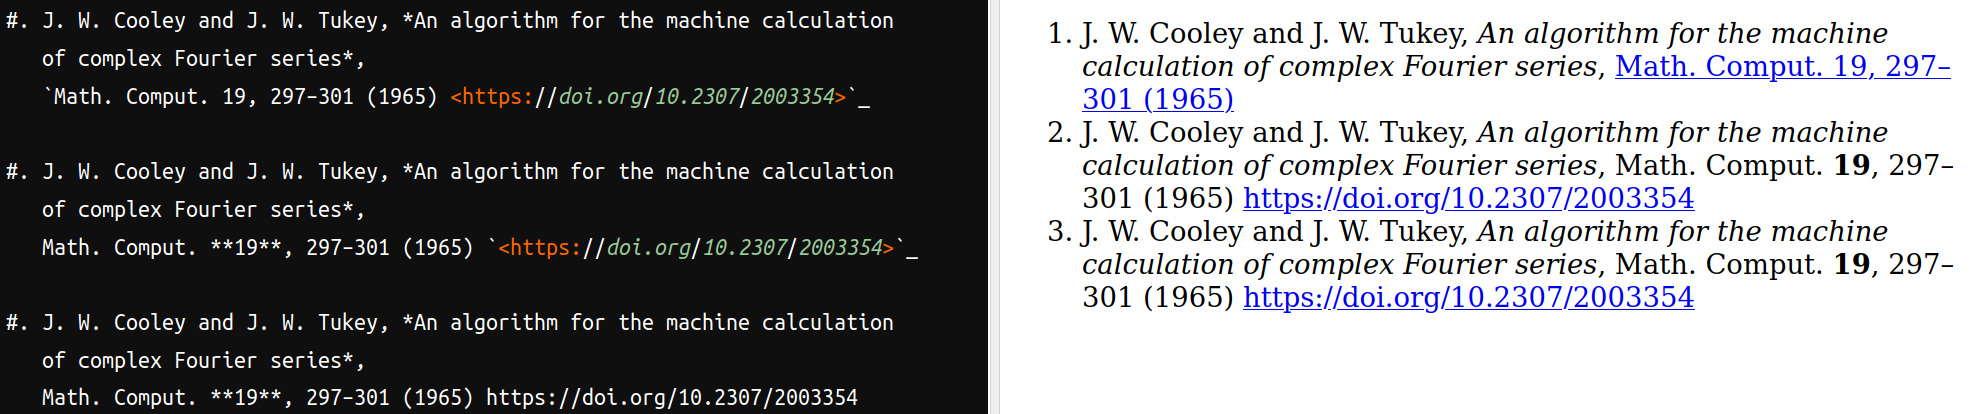 #. J. W. Cooley and J. W. Tukey, *An algorithm for the machine calculation
of complex Fourier series*,
`Math. Comput. 19, 297-301 (1965) <https://doi.org/10.2307/2003354>`_
#. J. W. Cooley and J. W. Tukey, *An algorithm for the machine calculation
of complex Fourier series*,
Math. Comput. **19**, 297-301 (1965) `<https://doi.org/10.2307/2003354>`_
#. J. W. Cooley and J. W. Tukey, *An algorithm for the machine calculation
of complex Fourier series*,
Math. Comput. **19**, 297-301 (1965) https://doi.org/10.2307/2003354
1. J. W. Cooley and J. W. Tukey, An algorithm for the machine
calculation of complex Fourier series, Math. Comput. 19, 297–
301 (1965)
2. J. W. Cooley and J. W. Tukey, An algorithm for the machine
calculation of complex Fourier series, Math. Comput. 19, 297–
301 (1965) https://doi.org/10.2307/2003354
3. J. W. Cooley and J. W. Tukey, An algorithm for the machine
calculation of complex Fourier series, Math. Comput. 19, 297–
301 (1965) https://doi.org/10.2307/2003354